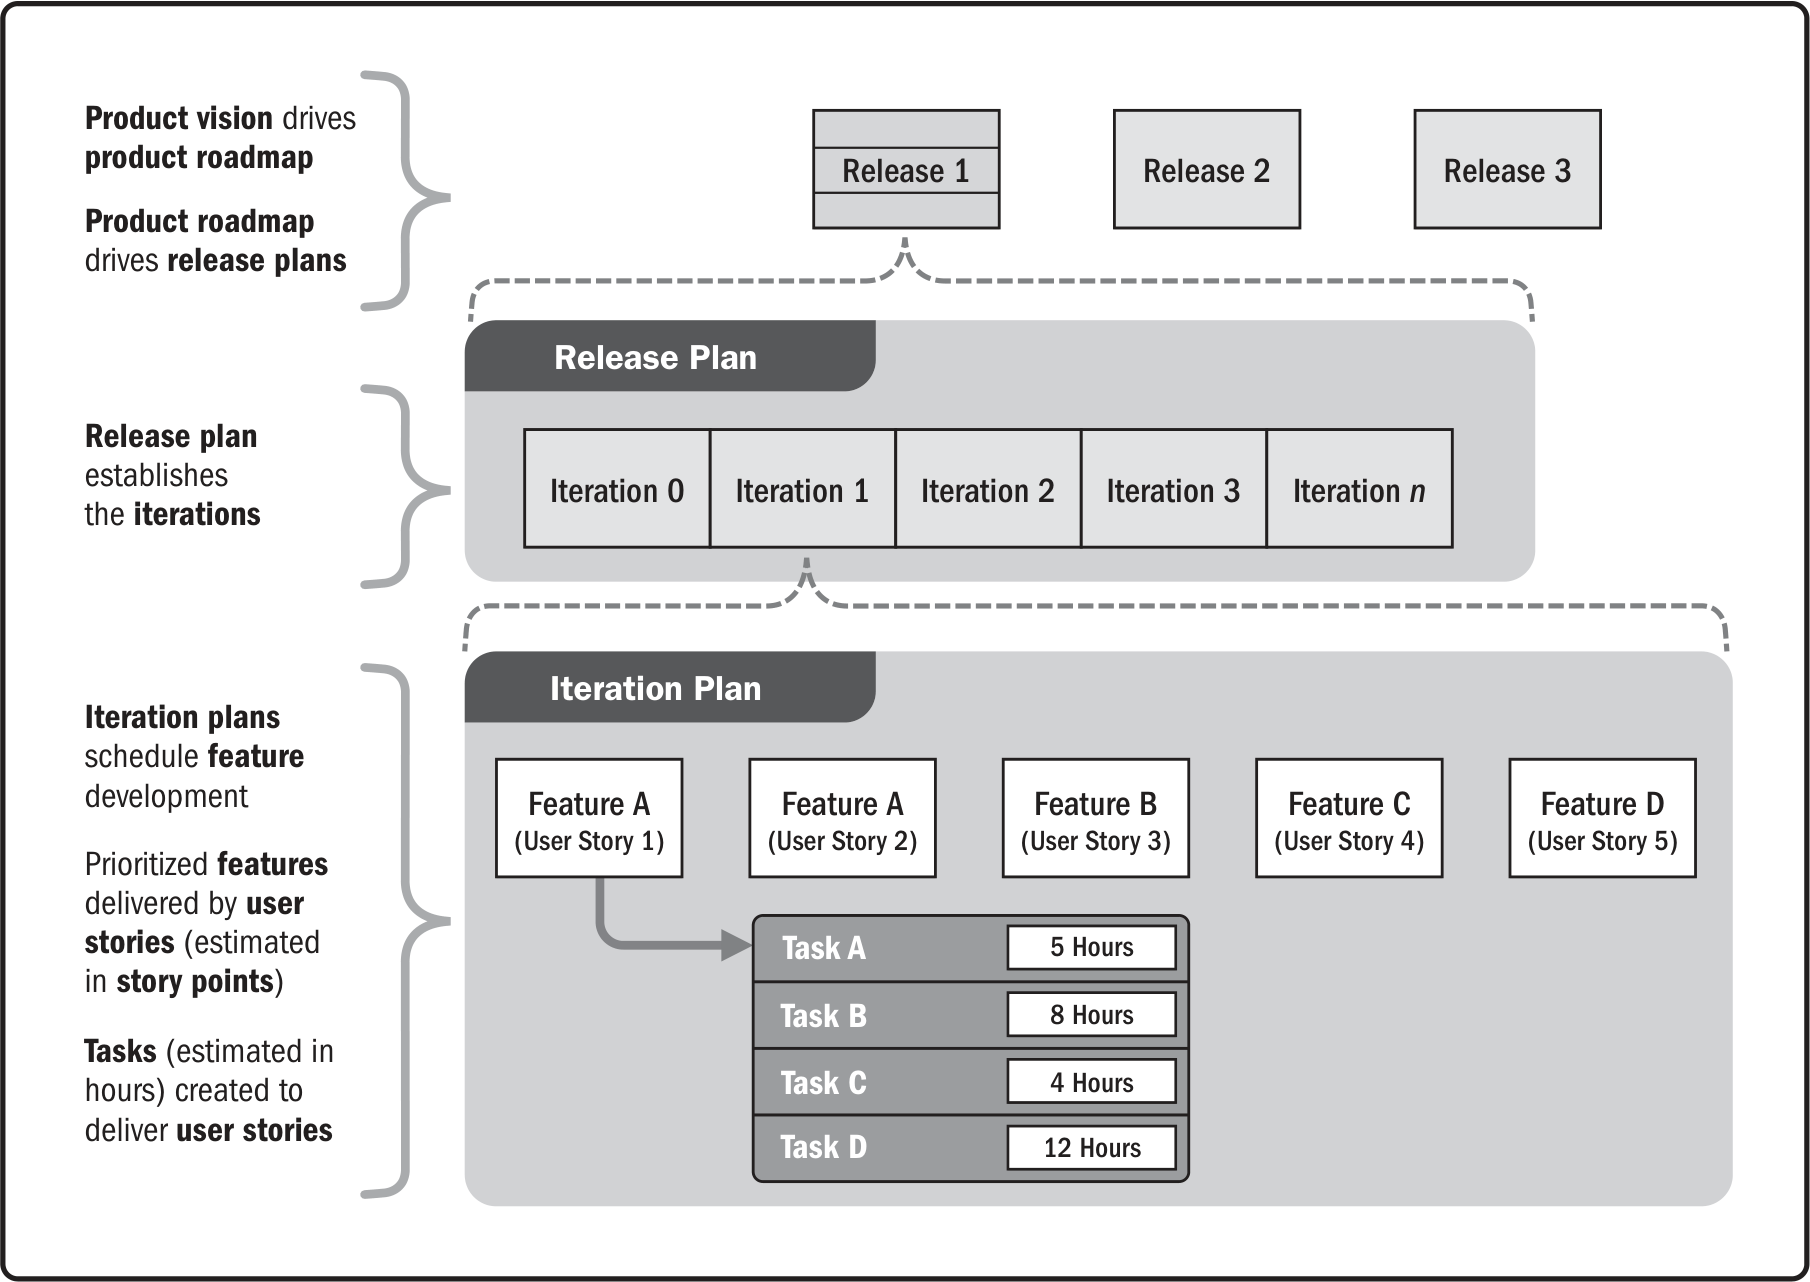 Product vision drives
product roadmap
Product roadmap
drives release plans
Release 1
Release 2
Release 3
Release Plan
Release plan
establishes
the iterations
Iteration 0
Iteration 1
Iteration 2
Iteration 3
Iteration n
Iteration Plan
Iteration plans
schedule feature
development
Prioritized features
delivered by user
stories (estimated
in story points)
Tasks (estimated in
hours) created to
deliver user stories
Feature A
(User Story 1)
Feature A
(User Story 2)
Feature B
(User Story 3)
Feature C
(User Story 4)
Feature D
(User Story 5)
Task A
5 Hours
Task B
8 Hours
Task C
4 Hours
Task D
12 Hours